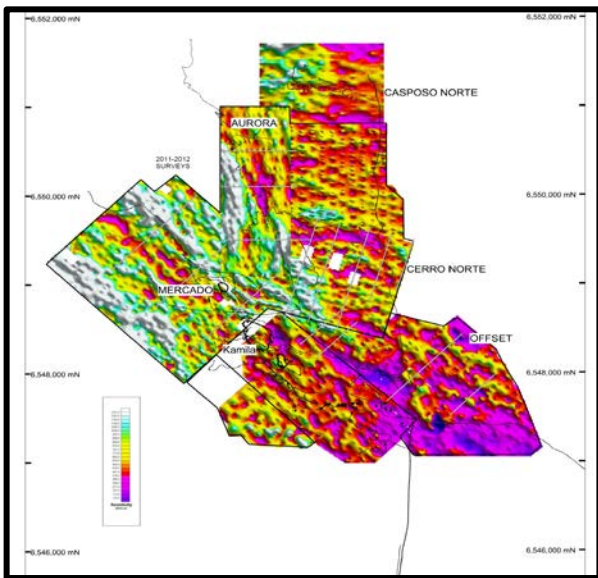 6,552,000 mN
6,552,000 mN
CASPOSO NORTE
AURORA
2011-2012
SURVEYS
6,550,000 mN
6,550,000 mN
CERRO NORTE
MERCADO
OFFSET
Kamila
6,548,000 mN
6,548,000 mN
6,546,000 mN
6,546,000 mN